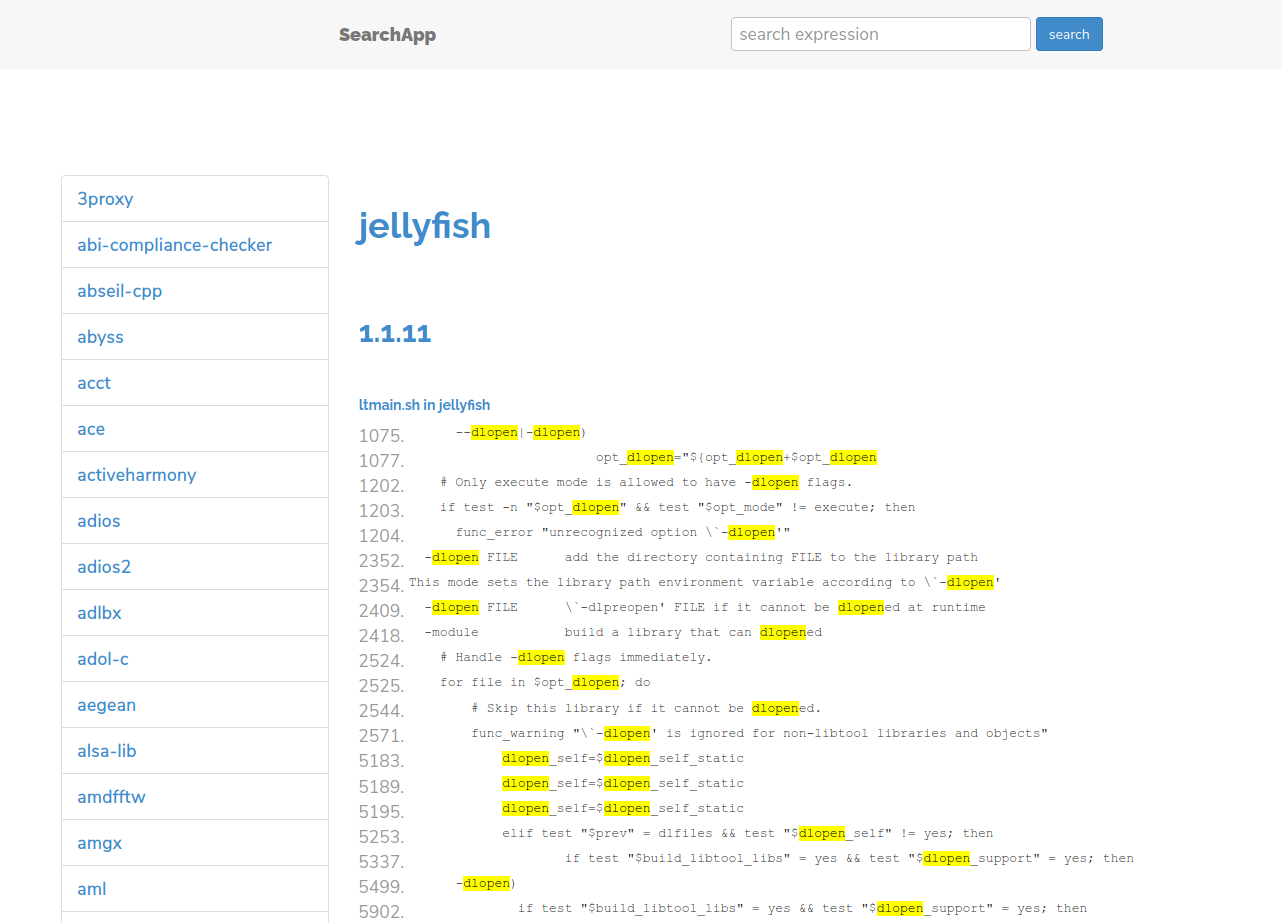 SearchApp
search expression
search
3proxy
abi-compliance-checker
abseil-cpp
abyss
acct
ace
activeharmony
adios
adios2
adlbx
adol-c
aegean
alsa-lib
amdfftw
amgx
aml
jellyfish
1.1.11
ltmain.sh in jellyfish
1075. --dlopen|-dlopen)
1077. opt_dlopen="${opt_dlopen+$opt_dlopen
1202. # Only execute mode is allowed to have -dlopen flags.
1203. if test -n "$opt_dlopen" && test "$opt_mode" != execute; then
1204. func_error "unrecognized option \`-dlopen'"
2352. -dlopen FILE      add the directory containing FILE to the library path
2354. This mode sets the library path environment variable according to \`-dlopen'
2409. -dlopen FILE      \`-dlpreopen' FILE if it cannot be dlopened at runtime
2418. -module           build a library that can dlopened
2524. # Handle -dlopen flags immediately.
2525. for file in $opt_dlopen; do
2544. # Skip this library if it cannot be dlopened.
2571. func_warning "\`-dlopen' is ignored for non-libtool libraries and objects"
5183. dlopen_self=$dlopen_self_static
5189. dlopen_self=$dlopen_self_static
5195. dlopen_self=$dlopen_self_static
5253. elif test "$prev" = dlfiles && test "$dlopen_self" != yes; then
5337. if test "$build_libtool_libs" = yes && test "$dlopen_support" = yes; then
5499. -dlopen)
5902. if test "$build_libtool_libs" = yes && test "$dlopen_support" = yes; then